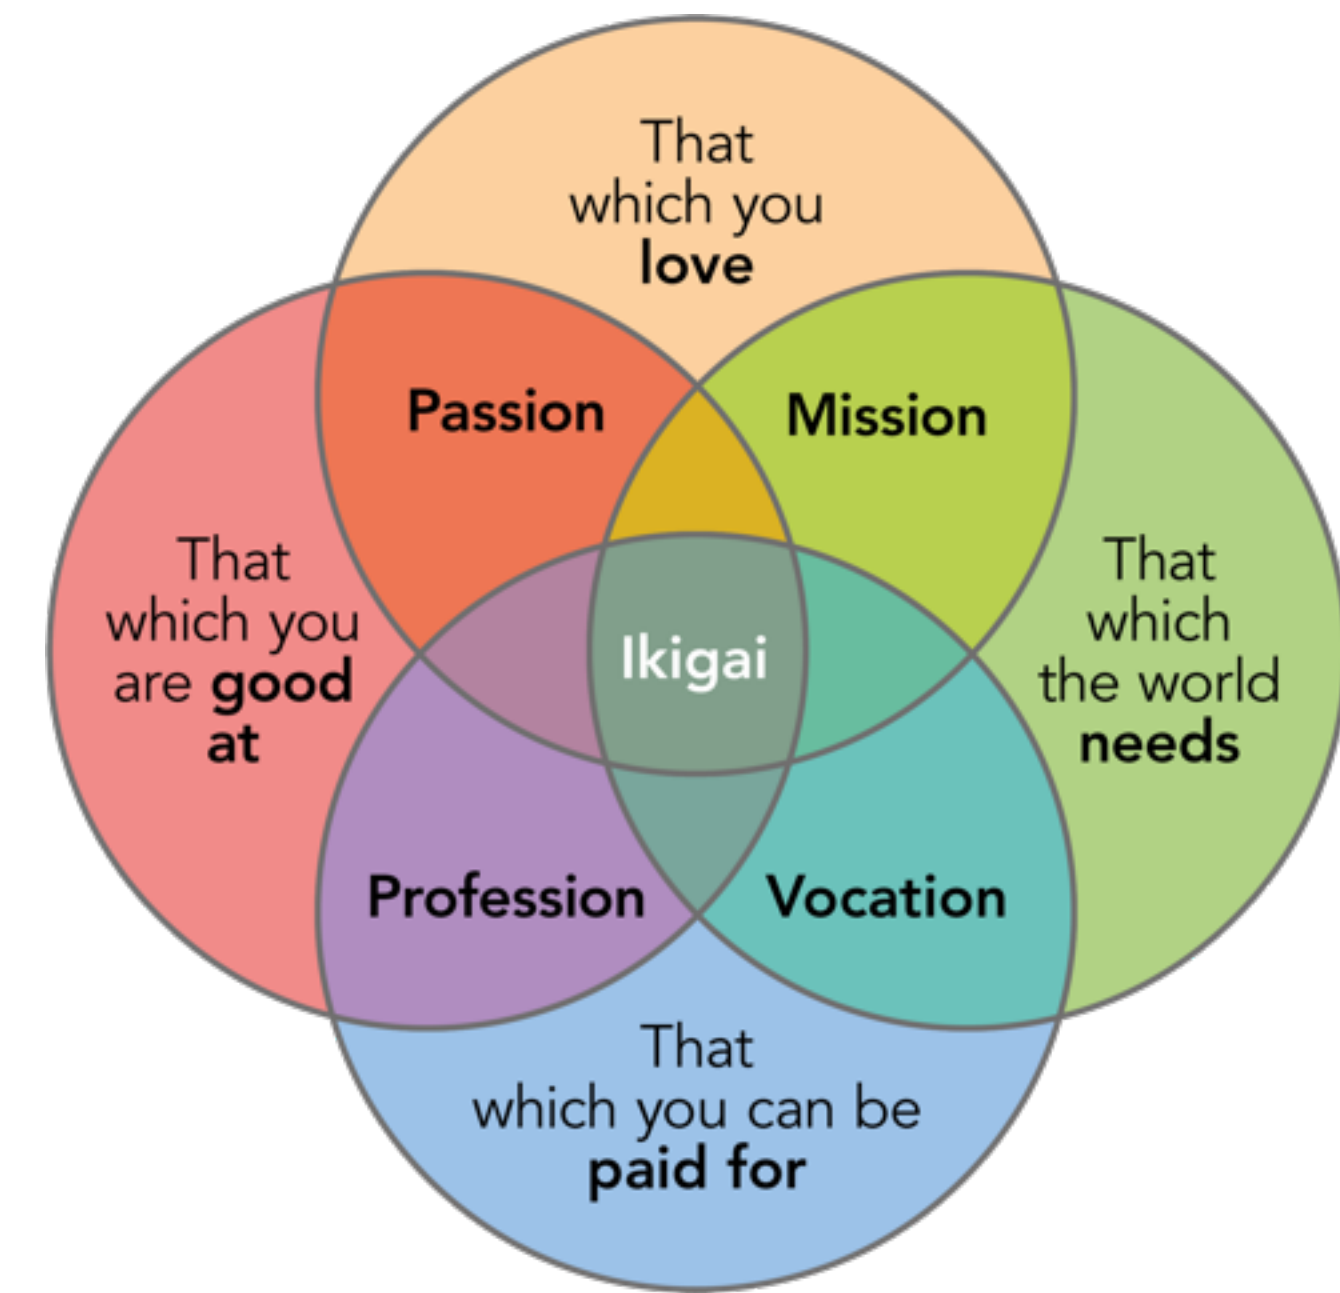 That
which you
love
Passion
Mission
That
which you
are good
at
Ikigai
That
which
the world
needs
Profession
Vocation
That
which you can be
paid for